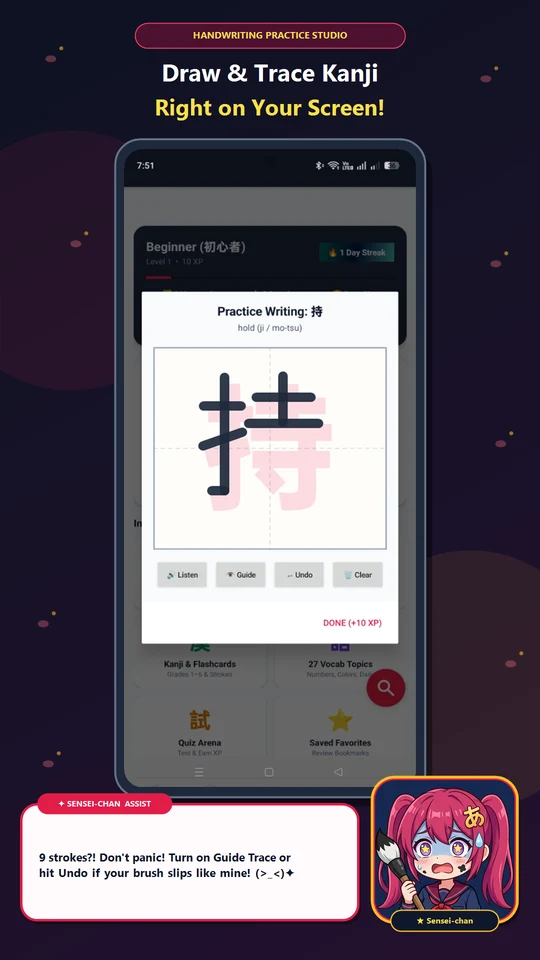 HANDWRITING PRACTICE STUDIO
Draw & Trace Kanji
Right on Your Screen!
7:51
Beginner (初心者)
🔥 1 Day Streak
Level 1 • 10 XP
Practice Writing: 持
hold (ji / mo-tsu)
持
In
🔊 Listen
👁 Guide
Undo
🗑 Clear
DONE (+10 XP)
Kanji & Flashcards
Grades 1–6 & Strokes
27 Vocab Topics
Numbers, Colors,
試
Quiz Arena
Test & Earn XP
Saved Favorites
Review Bookmarks
✦ SENSEI-CHAN ASSIST
9 strokes?! Don't panic! Turn on Guide Trace or
hit Undo if your brush slips like mine! (>_<)✦
あ
★ Sensei-chan